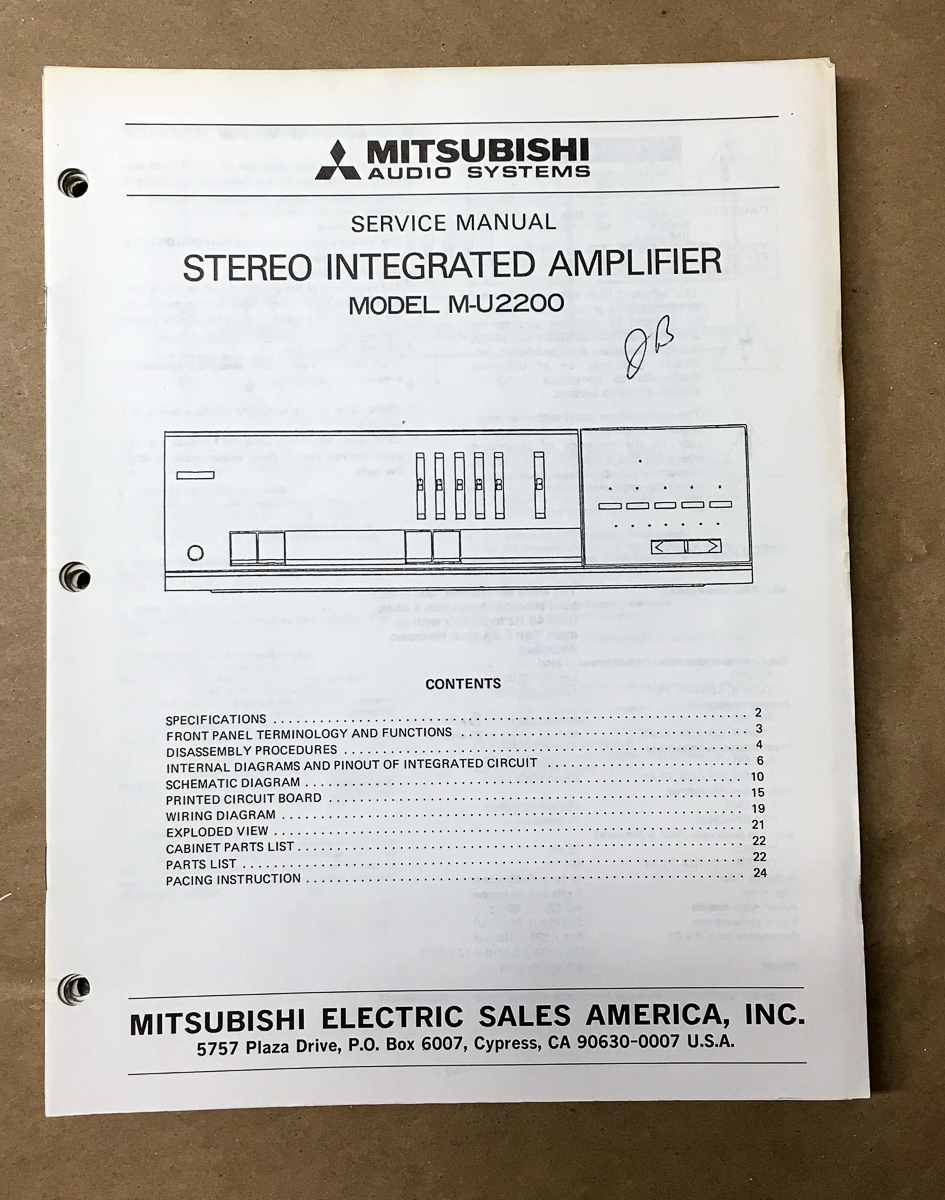 MITSUBISHI
AUDIO SYSTEMS
SERVICE MANUAL
STEREO INTEGRATED AMPLIFIER
MODEL M-U2200
JB
CONTENTS
SPECIFICATIONS . . . . . . . . . . . . . . . . . . . . 2
FRONT PANEL TERMINOLOGY AND FUNCTIONS . . . . . . . . . . . . . . . . . . . . 3
DISASSEMBLY PROCEDURES . . . . . . . . . . . . . . . . . . . . 4
INTERNAL DIAGRAMS AND PINOUT OF INTEGRATED CIRCUIT . . . . . . . . . . . . . . . . . . . . 6
SCHEMATIC DIAGRAM . . . . . . . . . . . . . . . . . . . . 10
PRINTED CIRCUIT BOARD . . . . . . . . . . . . . . . . . . . . 15
WIRING DIAGRAM . . . . . . . . . . . . . . . . . . . . 19
EXPLODED VIEW . . . . . . . . . . . . . . . . . . . . 21
CABINET PARTS LIST . . . . . . . . . . . . . . . . . . . . 22
PARTS LIST . . . . . . . . . . . . . . . . . . . . 22
PACING INSTRUCTION . . . . . . . . . . . . . . . . . . . . 24
MITSUBISHI ELECTRIC SALES AMERICA, INC.
5757 Plaza Drive, P.O. Box 6007, Cypress, CA 90630-0007 U.S.A.